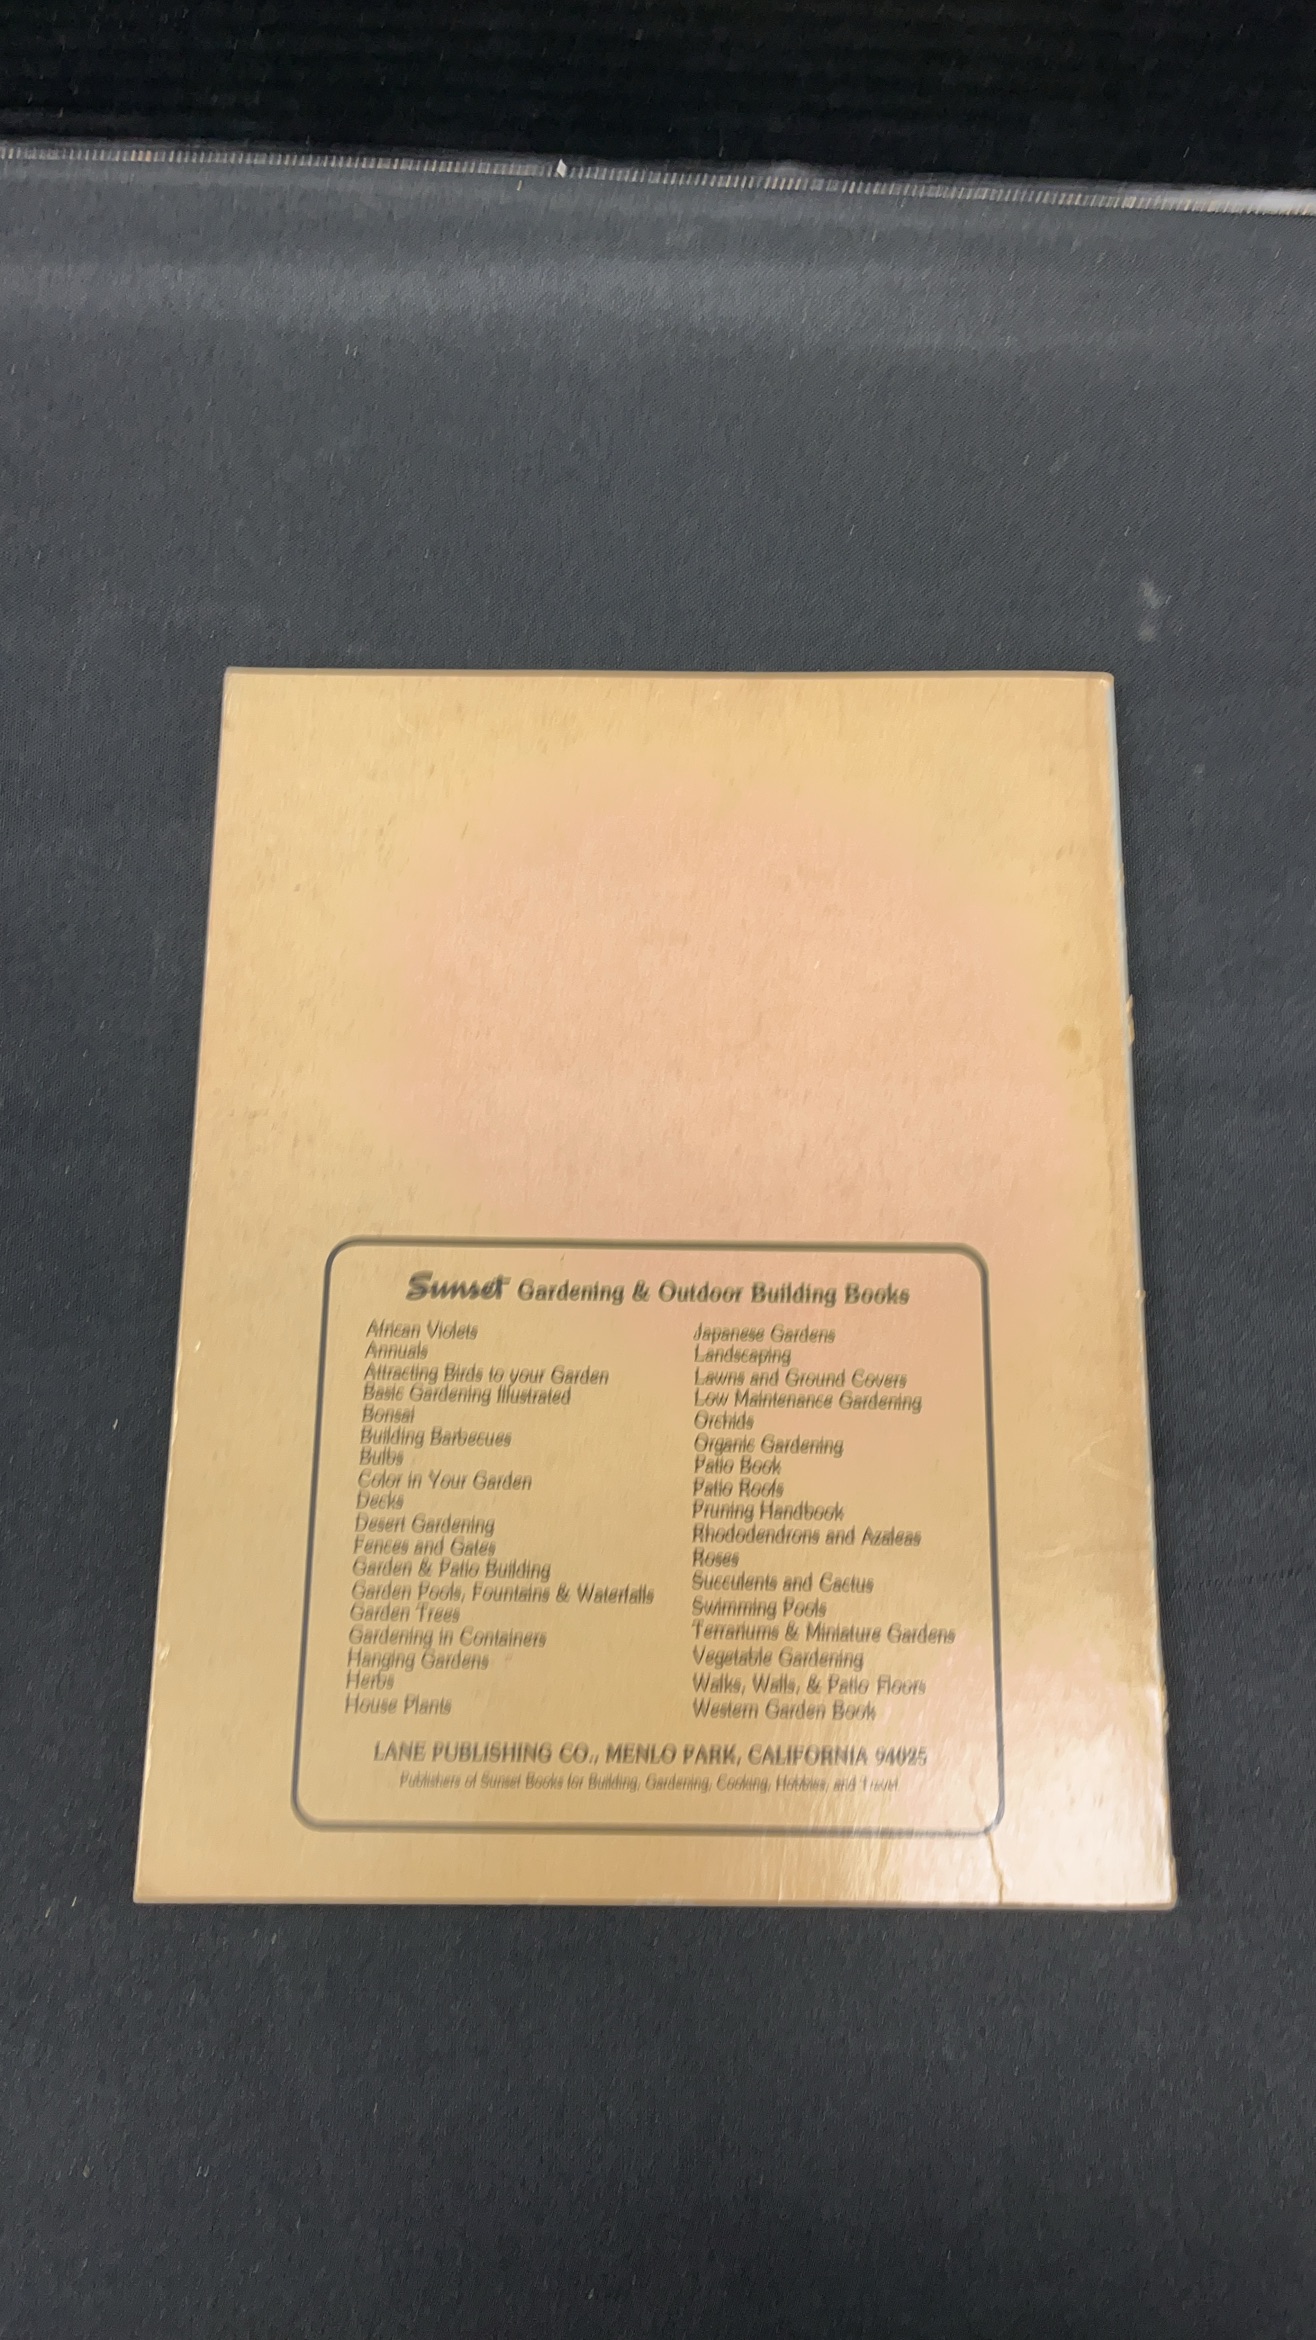 Sunset Gardening & Outdoor Building Books
African Violets
Annuals
Attracting Birds to your Garden
Basic Gardening Illustrated
Bonsai
Building Barbecues
Bulbs
Color in Your Garden
Decks
Desert Gardening
Fences and Gates
Garden & Patio Building
Garden Pools, Fountains & Waterfalls
Garden Trees
Gardening in Containers
Hanging Gardens
Herbs
House Plants
Japanese Gardens
Landscaping
Lawns and Ground Covers
Low Maintenance Gardening
Orchids
Organic Gardening
Patio Book
Patio Roofs
Pruning Handbook
Rhododendrons and Azaleas
Roses
Succulents and Cactus
Swimming Pools
Terrariums & Miniature Gardens
Vegetable Gardening
Walks, Walls, & Patio Floors
Western Garden Book
LANE PUBLISHING CO., MENLO PARK, CALIFORNIA 94025
Publishers of Sunset Books for Building, Gardening, Cooking, Hobbies, and Travel